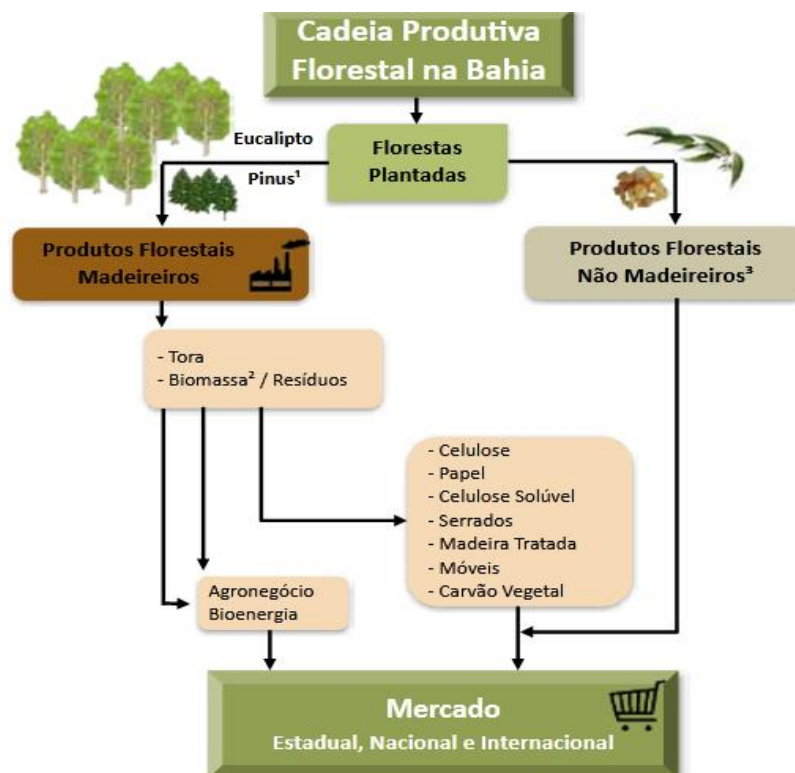 Cadeia Produtiva
Florestal na Bahia
Eucalipto
Pinus¹
Florestas
Plantadas
Produtos Florestais
Madeireiros
Produtos Florestais
Não Madeireiros³
- Tora
- Biomassa² / Resíduos
- Celulose
- Papel
- Celulose Solúvel
- Serrados
- Madeira Tratada
- Móveis
- Carvão Vegetal
Agronegócio
Bioenergia
Mercado
Estadual, Nacional e Internacional